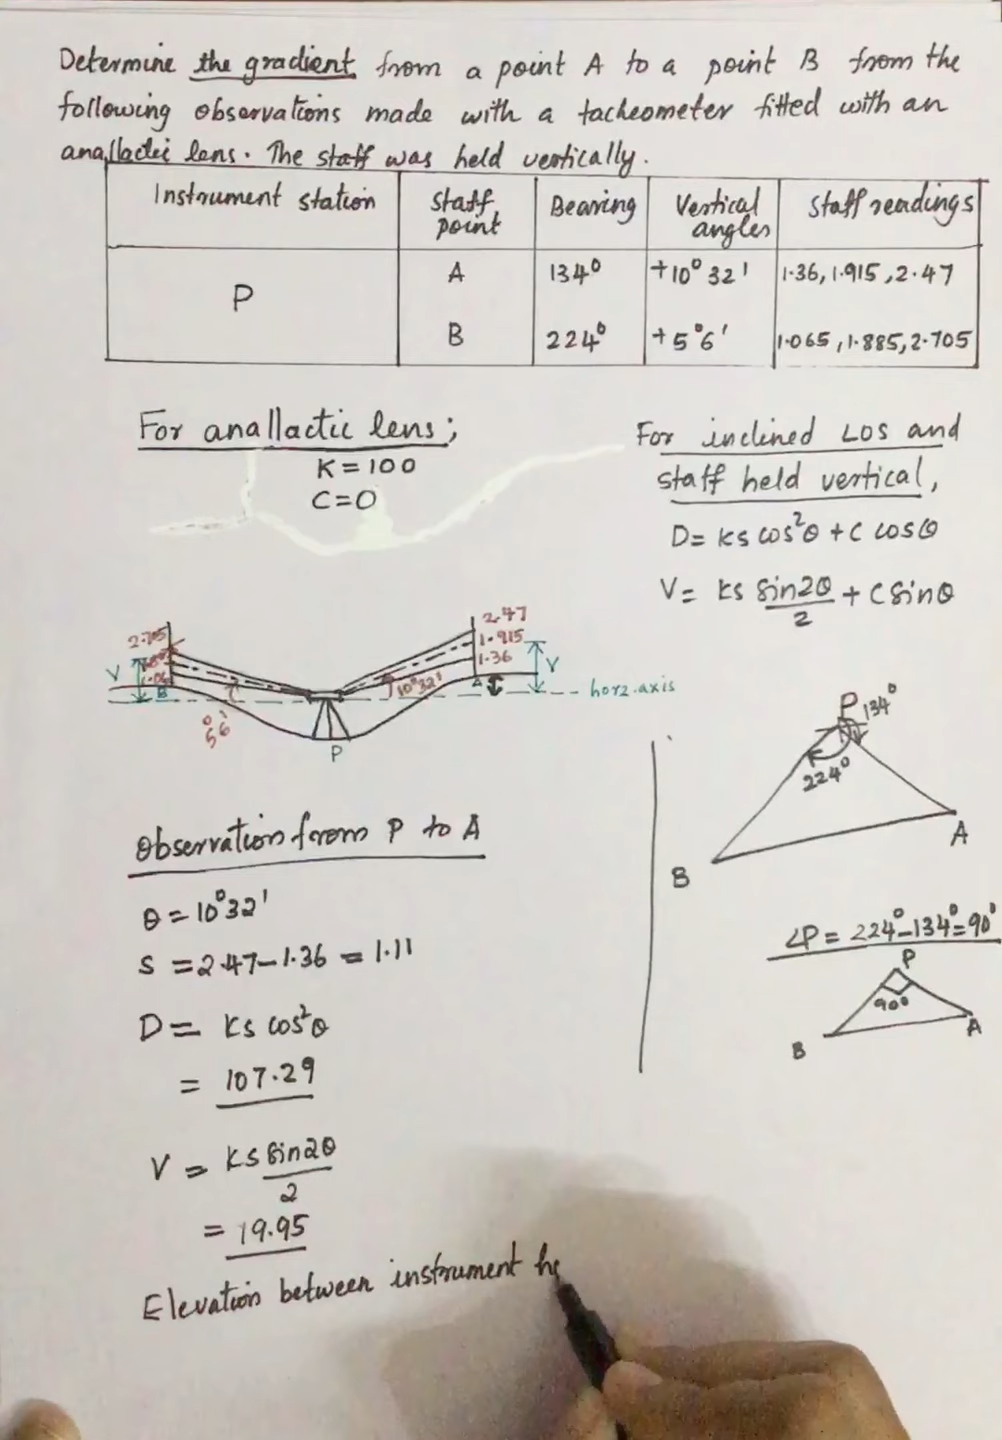 Determine the gradient from a point A to a point B from the
following observations made with a tacheometer fitted with an
anallactic lens. The staff was held vertically.
Instrument station | Staff point | Bearing | Vertical angles | Staff readings
P | A | 134° | +10° 32' | 1.36, 1.915, 2.47
B | 224° | +5° 6' | 1.065, 1.885, 2.705
For anallactic lens;
K = 100
C = 0
For inclined LOS and
staff held vertical,
D = KS cos²θ + C cosθ
V = KS sin2θ/2 + C sinθ
2.705
V
B
5°6'
P
2.47
1.915
1.36
10°32'
A
V
horz.axis
P
134°
224°
B
A
∠P = 224° - 134° = 90°
P
90°
B
A
Observation from P to A
θ = 10°32'
S = 2.47 - 1.36 = 1.11
D = KS cos²θ
= 107.29
V = KS sin2θ/2
= 19.95
Elevation between instrument